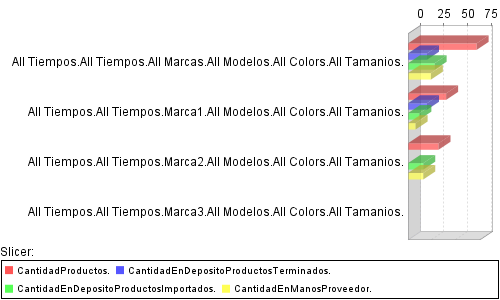 0 25 50 75
All Tiempos.All Tiempos.All Marcas.All Modelos.All Colors.All Tamanios.
All Tiempos.All Tiempos.Marca1.All Modelos.All Colors.All Tamanios.
All Tiempos.All Tiempos.Marca2.All Modelos.All Colors.All Tamanios.
All Tiempos.All Tiempos.Marca3.All Modelos.All Colors.All Tamanios.
Slicer:
CantidadProductos. CantidadEnDepositoProductosTerminados.
CantidadEnDepositoProductosImportados. CantidadEnManosProveedor.